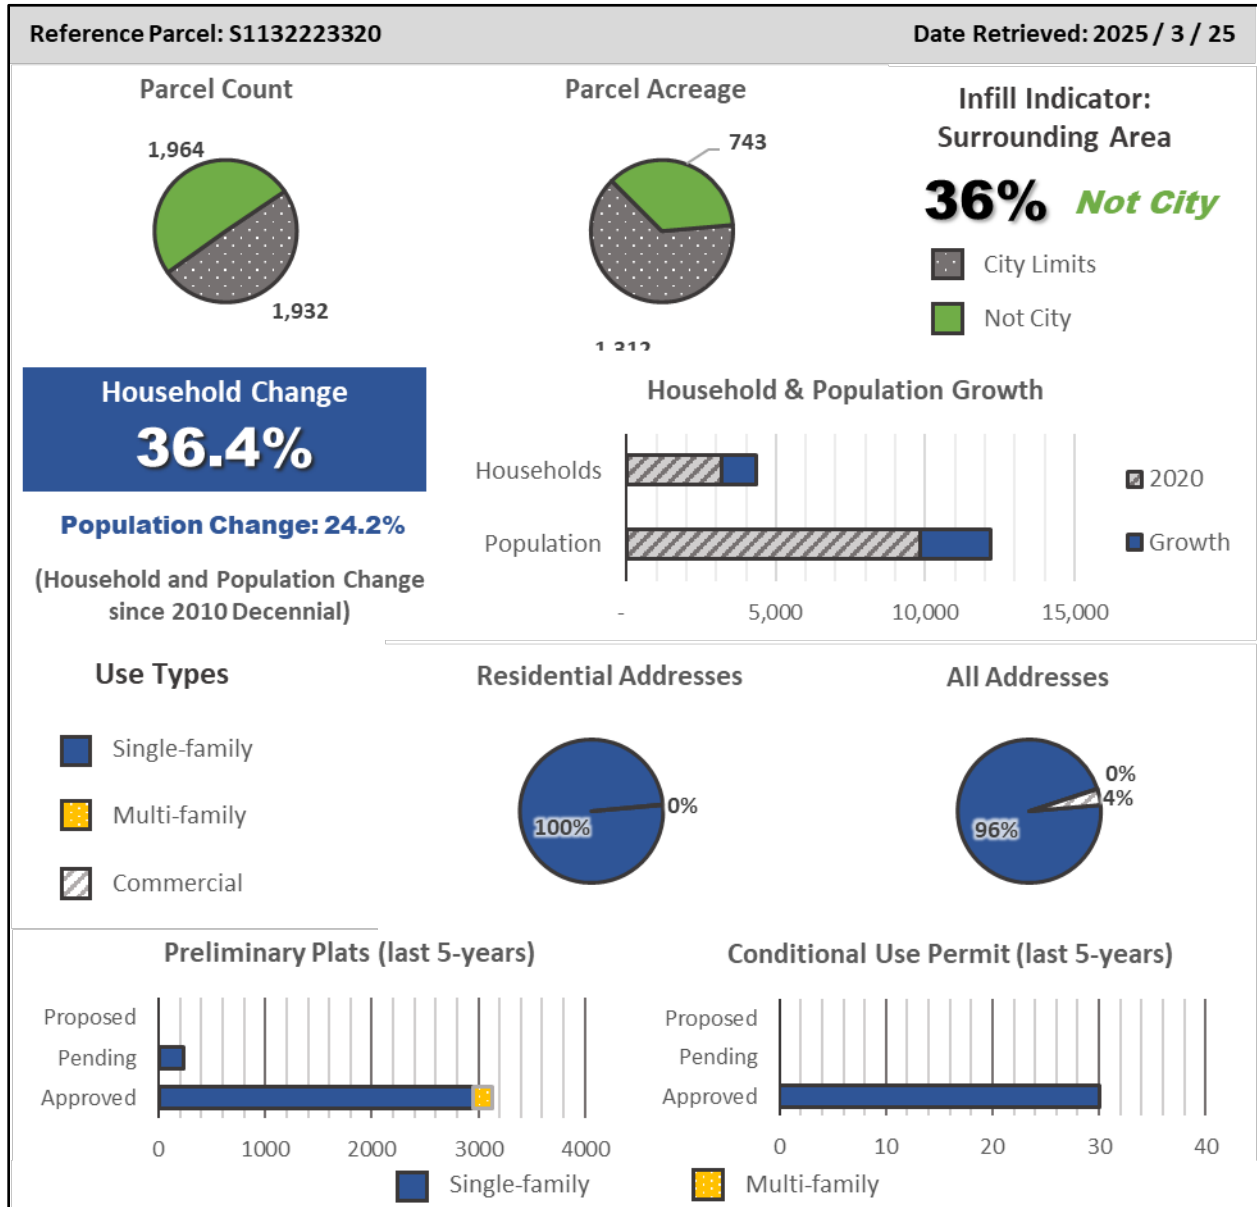 Reference Parcel: S1132223320
Date Retrieved: 2025 / 3 / 25
Parcel Count
1,964
1,932
Parcel Acreage
743
1,312
Infill Indicator:
Surrounding Area
36% Not City
City Limits
Not City
Household Change
36.4%
Population Change: 24.2%
(Household and Population Change
since 2010 Decennial)
Household & Population Growth
Households
Population
-
5,000
10,000
15,000
2020
Growth
Use Types
Single-family
Multi-family
Commercial
Residential Addresses
100%
0%
All Addresses
0%
4%
96%
Preliminary Plats (last 5-years)
Proposed
Pending
Approved
0
1000
2000
3000
4000
Conditional Use Permit (last 5-years)
Proposed
Pending
Approved
0
10
20
30
40
Single-family
Multi-family